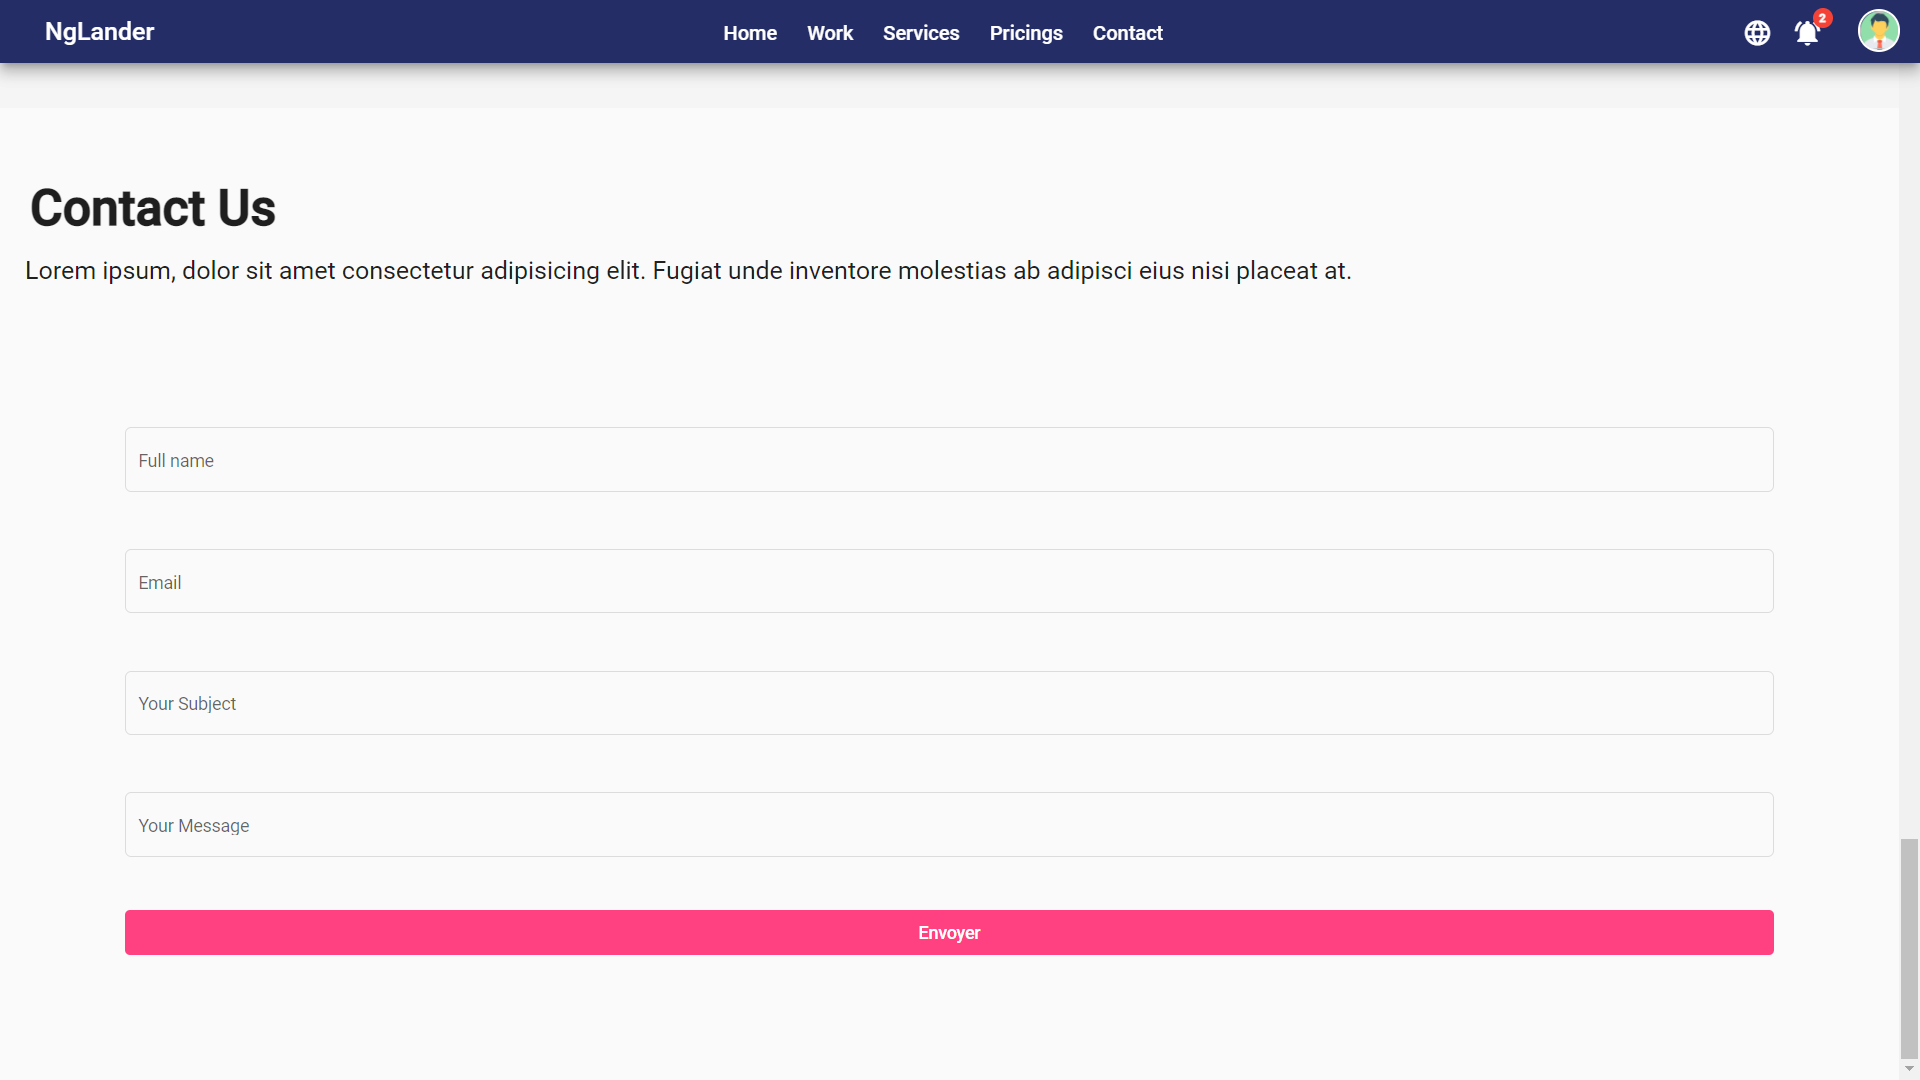 NgLander
Home Work Services Pricings Contact
2
Contact Us
Lorem ipsum, dolor sit amet consectetur adipisicing elit. Fugiat unde inventore molestias ab adipisci eius nisi placeat at.
Full name
Email
Your Subject
Your Message
Envoyer